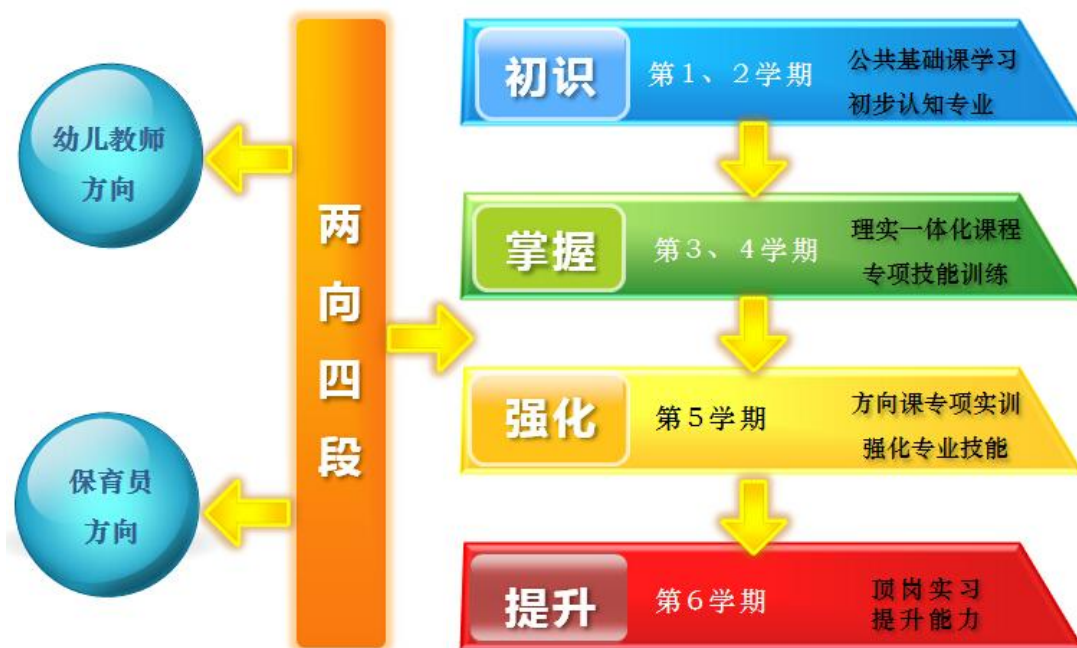 幼儿教师
方向
保育员
方向
两
向
四
段
初识
第1、2学期
公共基础课学习
初步认知专业
掌握
第3、4学期
理实一体化课程
专项技能训练
强化
第5学期
方向课专项实训
强化专业技能
提升
第6学期
顶岗实习
提升能力